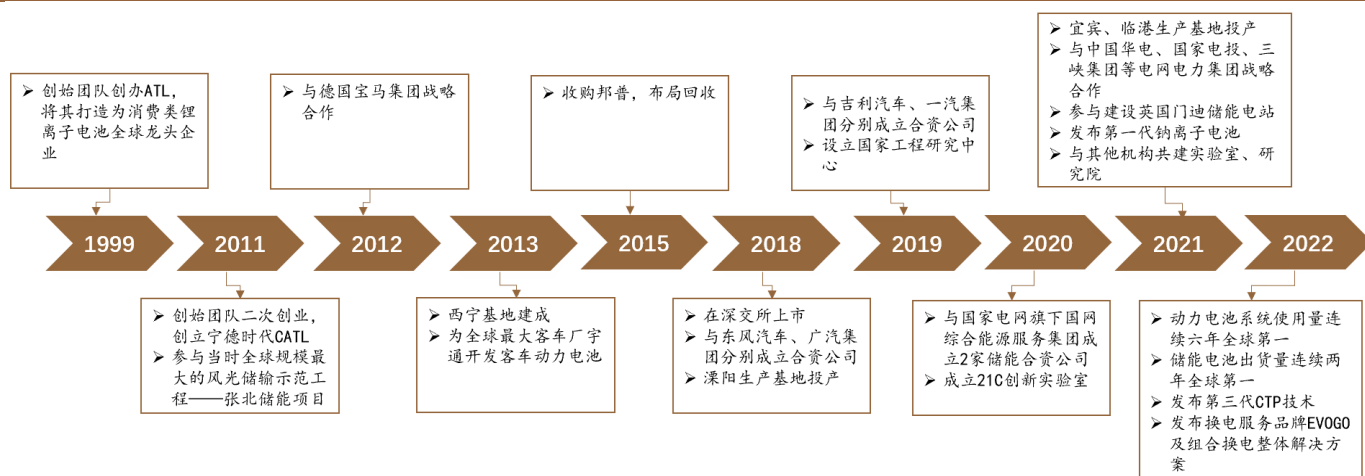 ➢ 创始团队创办ATL，
将其打造为消费类锂
离子电池全球龙头企
业
➢ 与德国宝马集团战略
合作
➢ 收购邦普，布局回收
➢ 与吉利汽车、一汽集
团分别成立合资公司
➢ 设立国家工程研究中
心
➢ 宜宾、临港生产基地投产
➢ 与中国华电、国家电投、三
峡集团等电网电力集团战略
合作
➢ 参与建设英国门迪储能电站
➢ 发布第一代钠离子电池
➢ 与其他机构共建实验室、研
究院
1999
2011
2012
2013
2015
2018
2019
2020
2021
2022
➢ 创始团队二次创业，
创立宁德时代CATL
➢ 参与当时全球规模最
大的风光储输示范工
程——张北储能项目
➢ 西宁基地建成
➢ 为全球最大客车厂宇
通开发客车动力电池
➢ 在深交所上市
➢ 与东风汽车、广汽集
团分别成立合资公司
➢ 溧阳生产基地投产
➢ 与国家电网旗下国网
综合能源服务集团成
立2家储能合资公司
➢ 成立21C创新实验室
➢ 动力电池系统使用量连
续六年全球第一
➢ 储能电池出货量连续两
年全球第一
➢ 发布第三代CTP技术
➢ 发布换电服务品牌EVOGO
及组合换电整体解决方
案